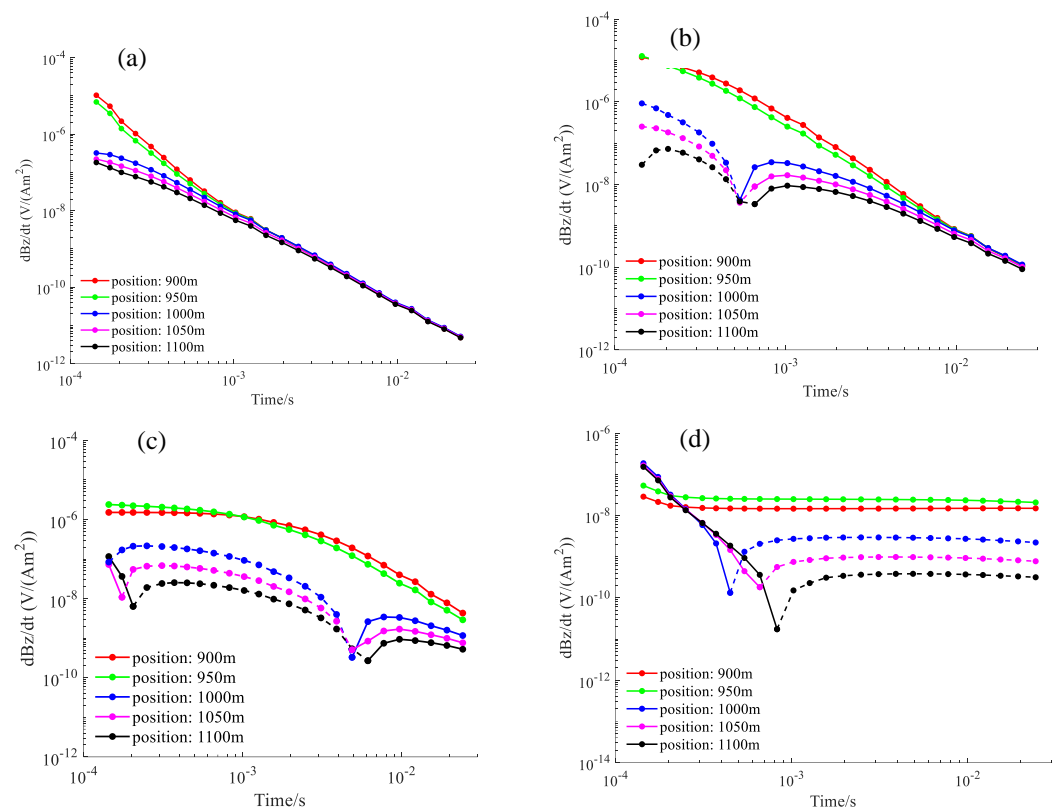 (a)
10^-4
10^-6
10^-8
10^-10
10^-12
dBz/dt (V/(Am^2))
position: 900m
position: 950m
position: 1000m
position: 1050m
position: 1100m
10^-4
10^-3
10^-2
Time/s
(b)
10^-4
10^-6
10^-8
10^-10
10^-12
dBz/dt (V/(Am^2))
position: 900m
position: 950m
position: 1000m
position: 1050m
position: 1100m
10^-4
10^-3
10^-2
Time/s
(c)
10^-4
10^-6
10^-8
10^-10
10^-12
dBz/dt (V/(Am^2))
position: 900m
position: 950m
position: 1000m
position: 1050m
position: 1100m
10^-4
10^-3
10^-2
Time/s
(d)
10^-6
10^-8
10^-10
10^-12
10^-14
dBz/dt (V/(Am^2))
position: 900m
position: 950m
position: 1000m
position: 1050m
position: 1100m
10^-4
10^-3
10^-2
Time/s